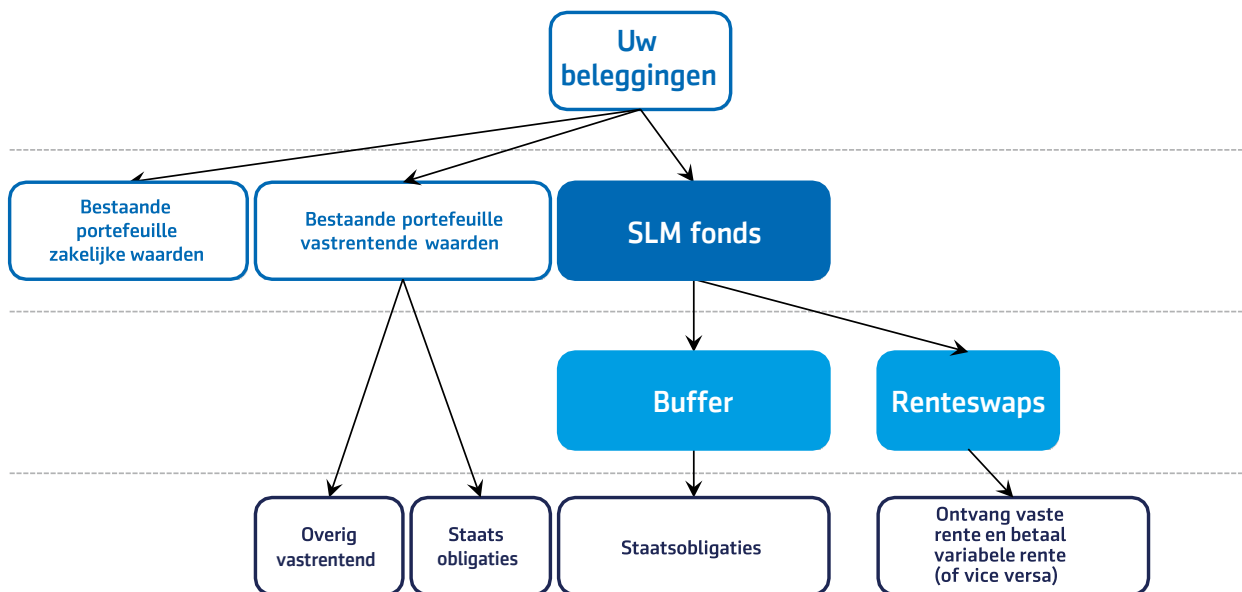 Uw
beleggingen
Bestaande
portefeuille
zakelijke waarden
Bestaande portefeuille
vastrentende waarden
SLM fonds
Buffer
Renteswaps
Overig
vastrentend
Staats
obligaties
Staatsobligaties
Ontvang vaste
rente en betaal
variabele rente
(of vice versa)